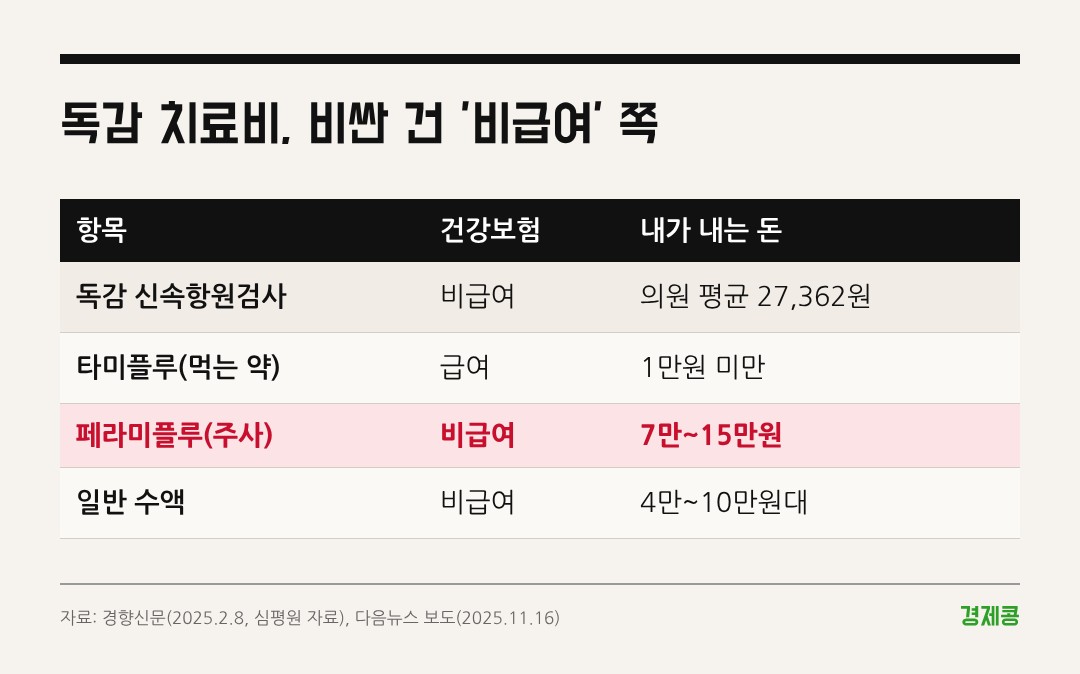 독감 치료비, 비싼 건 '비급여' 쪽
항목 건강보험 내가 내는 돈
독감 신속항원검사 비급여 의원 평균 27,362원
타미플루(먹는 약) 급여 1만원 미만
페라미플루(주사) 비급여 7만~15만원
일반 수액 비급여 4만~10만원대
자료: 경향신문(2025.2.8, 심평원 자료), 다음뉴스 보도(2025.11.16)
경제콩